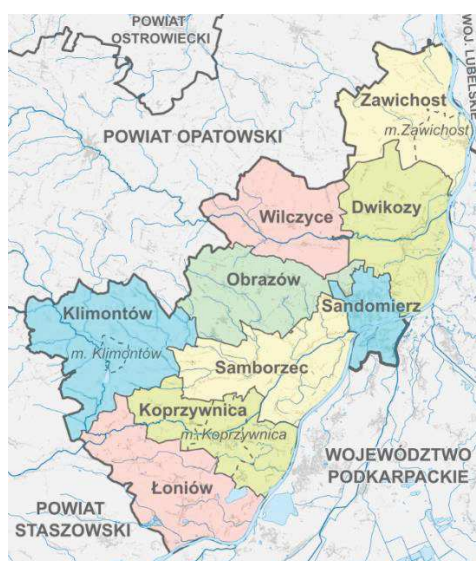 POWIAT
OSTROWIECKI
WOJ. LUBELSKIE
Zawichost
m.Zawichost
POWIAT OPATOWSKI
Wilczyce
Dwikozy
Obrazów
Sandomierz
Klimontów
m. Klimontów
Samborzec
Koprzywnica
m. Koprzywnica
WOJEWÓDZTWO
PODKARPACKIE
Łoniów
POWIAT
STASZOWSKI